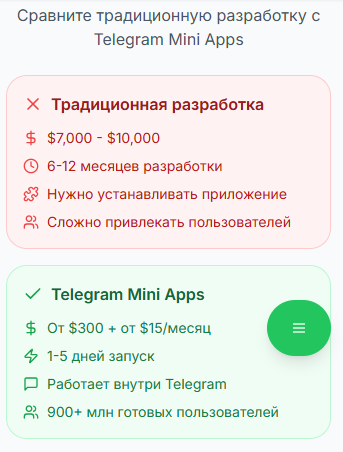 Сравните традиционную разработку с
Telegram Mini Apps
Традиционная разработка
$7,000 - $10,000
6-12 месяцев разработки
Нужно устанавливать приложение
Сложно привлекать пользователей
Telegram Mini Apps
От $300 + от $15/месяц
1-5 дней запуск
Работает внутри Telegram
900+ млн готовых пользователей